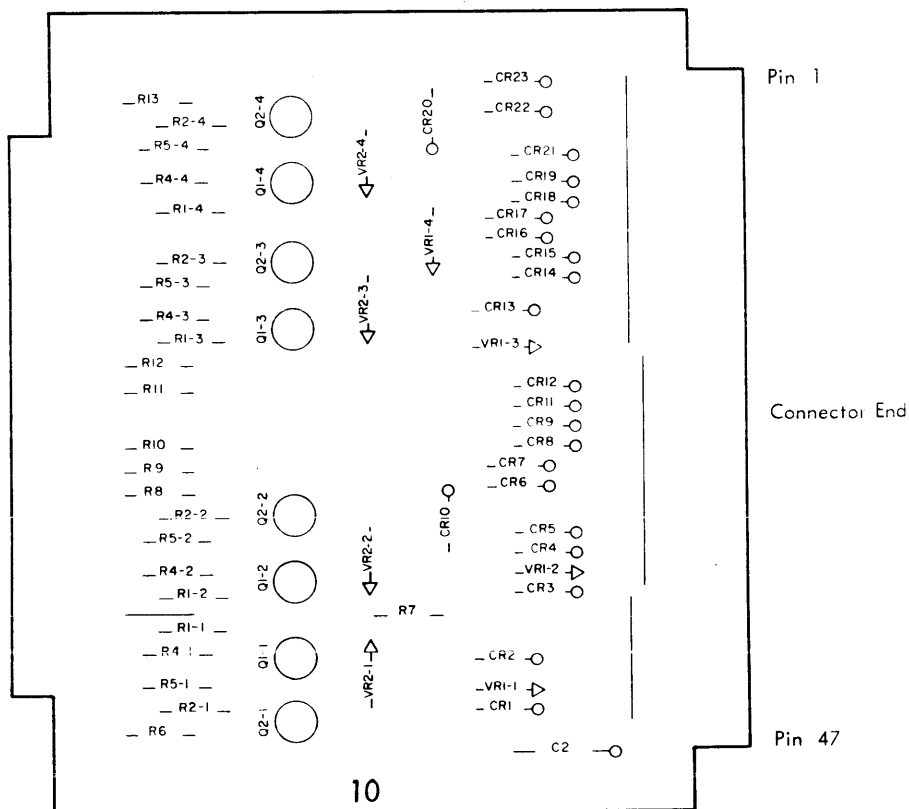 CR23
Pin 1
R13
CR20
CR22
R2-4
Q2-4
R5-4
VR2-4
CR21
R4-4
Q1-4
CR19
CR18
R1-4
VR1-4
CR17
CR16
R2-3
Q2-3
CR15
R5-3
VR2-3
CR14
R4-3
CR13
R1-3
Q1-3
VR1-3
R12
R11
CR12
CR11
Connector End
CR9
R10
CR8
R9
CR7
R8
CR6
R2-2
Q2-2
CR10
R5-2
VR2-2
CR5
CR4
R4-2
Q1-2
VR1-2
R1-2
CR3
R7
R1-1
R4-1
Q1-1
CR2
R5-1
VR2-1
VR1-1
R2-1
Q2-1
CR1
R6
Pin 47
C2
10